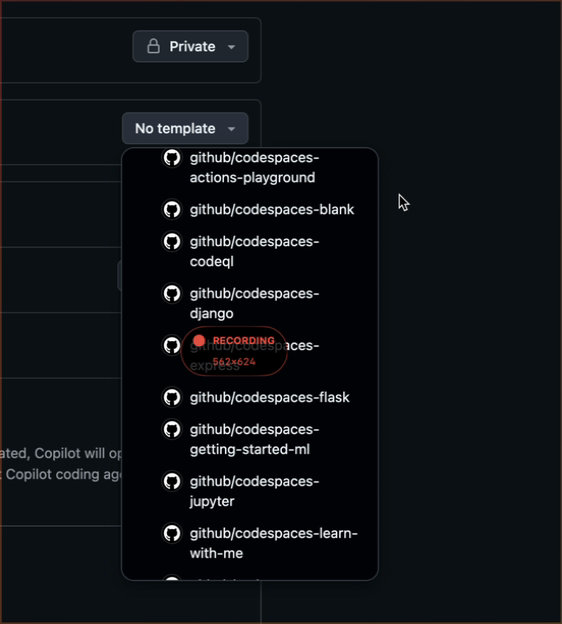 Private
No template
github/codespaces-
actions-playground
github/codespaces-blank
github/codespaces-
codeql
github/codespaces-
django
github/codespaces-
express
RECORDING
562×624
github/codespaces-flask
github/codespaces-
getting-started-ml
github/codespaces-
jupyter
github/codespaces-learn-
with-me
ated, Copilot will op
t Copilot coding age